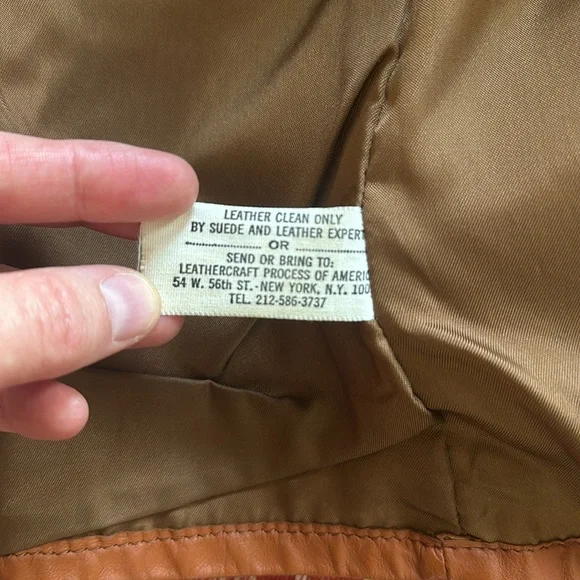 LEATHER CLEAN ONLY
BY SUEDE AND LEATHER EXPERT
OR
SEND OR BRING TO:
LEATHERCRAFT PROCESS OF AMERIC
54 W. 56th ST.-NEW YORK, N.Y. 100
TEL. 212-586-3737